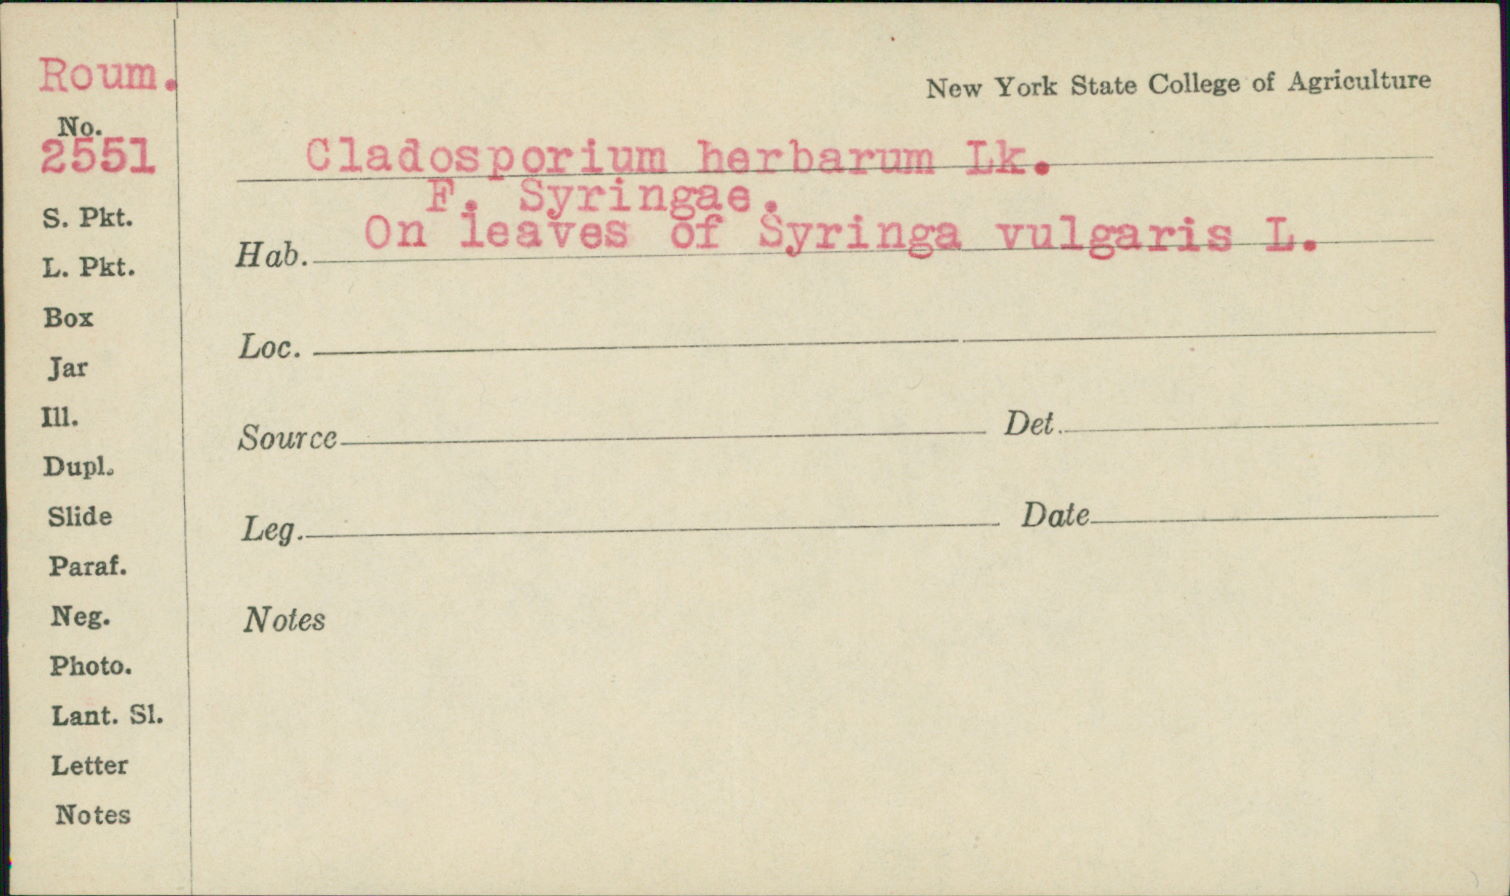 Roum.
New York State College of Agriculture
No.
2551
Cladosporium herbarum Lk.
F. Syringae.
Hab. On leaves of Syringa vulgaris L.
S. Pkt.
L. Pkt.
Box
Loc.
Jar
Ill.
Source Det.
Dupl.
Slide
Leg. Date
Paraf.
Neg.
Notes
Photo.
Lant. Sl.
Letter
Notes